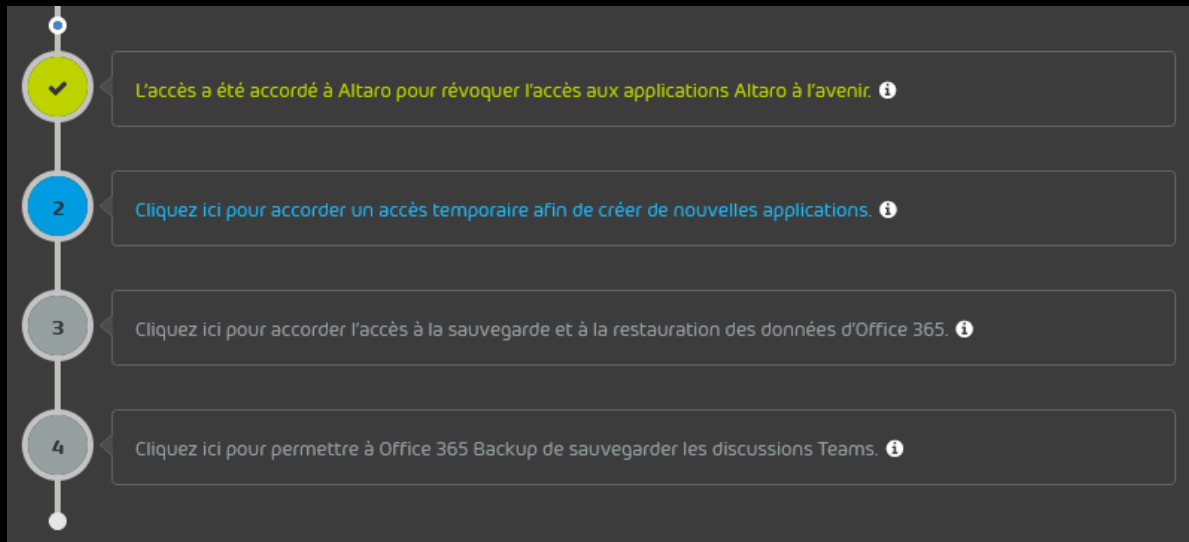 L'accès a été accordé à Altaro pour révoquer l'accès aux applications Altaro à l'avenir.
2
Cliquez ici pour accorder un accès temporaire afin de créer de nouvelles applications.
3
Cliquez ici pour accorder l'accès à la sauvegarde et à la restauration des données d'Office 365.
4
Cliquez ici pour permettre à Office 365 Backup de sauvegarder les discussions Teams.